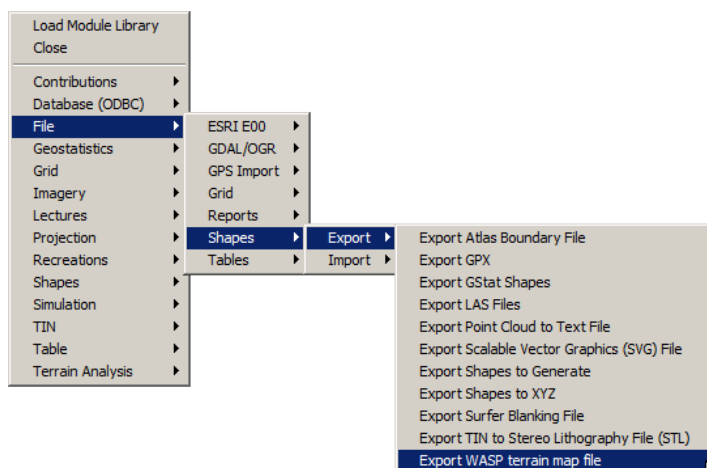 Load Module Library
Close
Contributions
Database (ODBC)
File
Geostatistics
Grid
Imagery
Lectures
Projection
Recreations
Shapes
Simulation
TIN
Table
Terrain Analysis
ESRI E00
GDAL/OGR
GPS Import
Grid
Reports
Shapes
Tables
Export
Import
Export Atlas Boundary File
Export GPX
Export GStat Shapes
Export LAS Files
Export Point Cloud to Text File
Export Scalable Vector Graphics (SVG) File
Export Shapes to Generate
Export Shapes to XYZ
Export Surfer Blanking File
Export TIN to Stereo Lithography File (STL)
Export WASP terrain map file